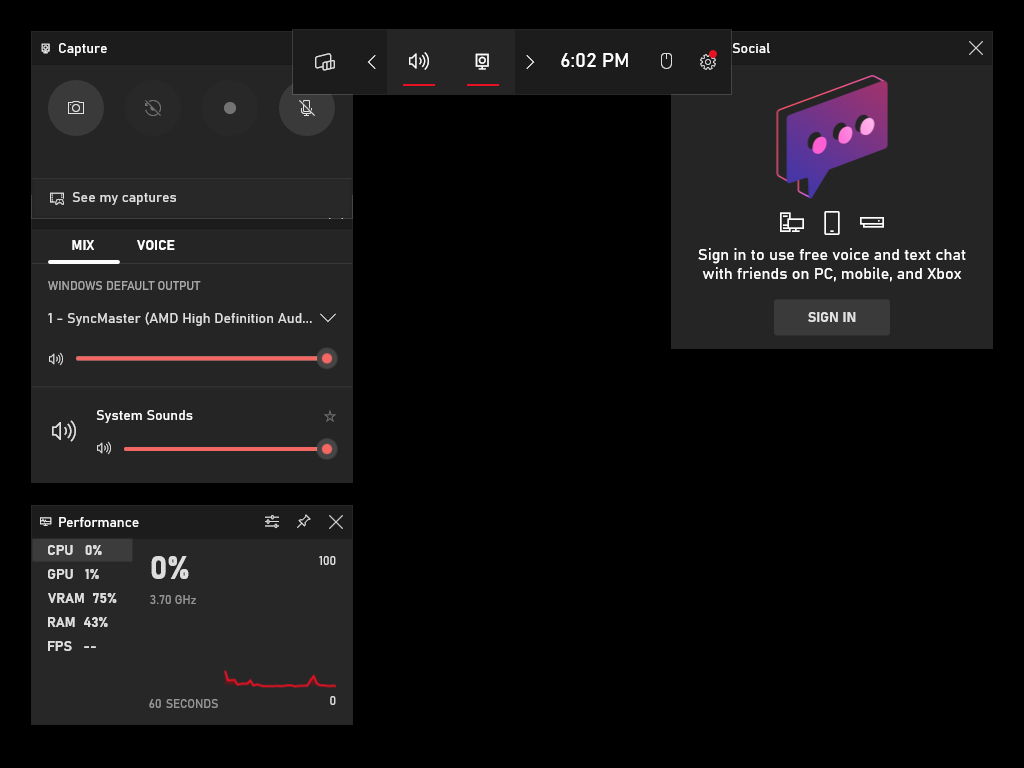 Capture
6:02 PM
Social
See my captures
MIX VOICE
WINDOWS DEFAULT OUTPUT
1 - SyncMaster (AMD High Definition Aud...
System Sounds
Sign in to use free voice and text chat
with friends on PC, mobile, and Xbox
SIGN IN
Performance
CPU 0%
GPU 1%
VRAM 75%
RAM 43%
FPS --
0%
3.70 GHz
100
60 SECONDS
0